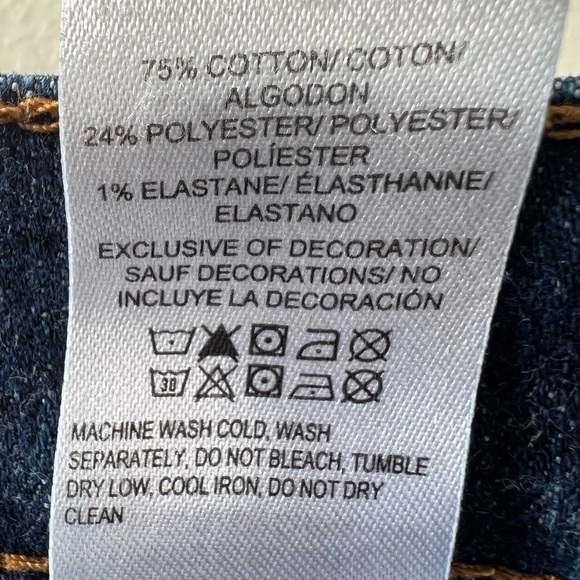 75% COTTON/ COTON/
ALGODON
24% POLYESTER/ POLYESTER/
POLÍESTER
1% ELASTANE/ ÉLASTHANNE/
ELASTANO
EXCLUSIVE OF DECORATION/
SAUF DECORATIONS/ NO
INCLUYE LA DECORACIÓN
30
MACHINE WASH COLD, WASH
SEPARATELY, DO NOT BLEACH, TUMBLE
DRY LOW, COOL IRON, DO NOT DRY
CLEAN